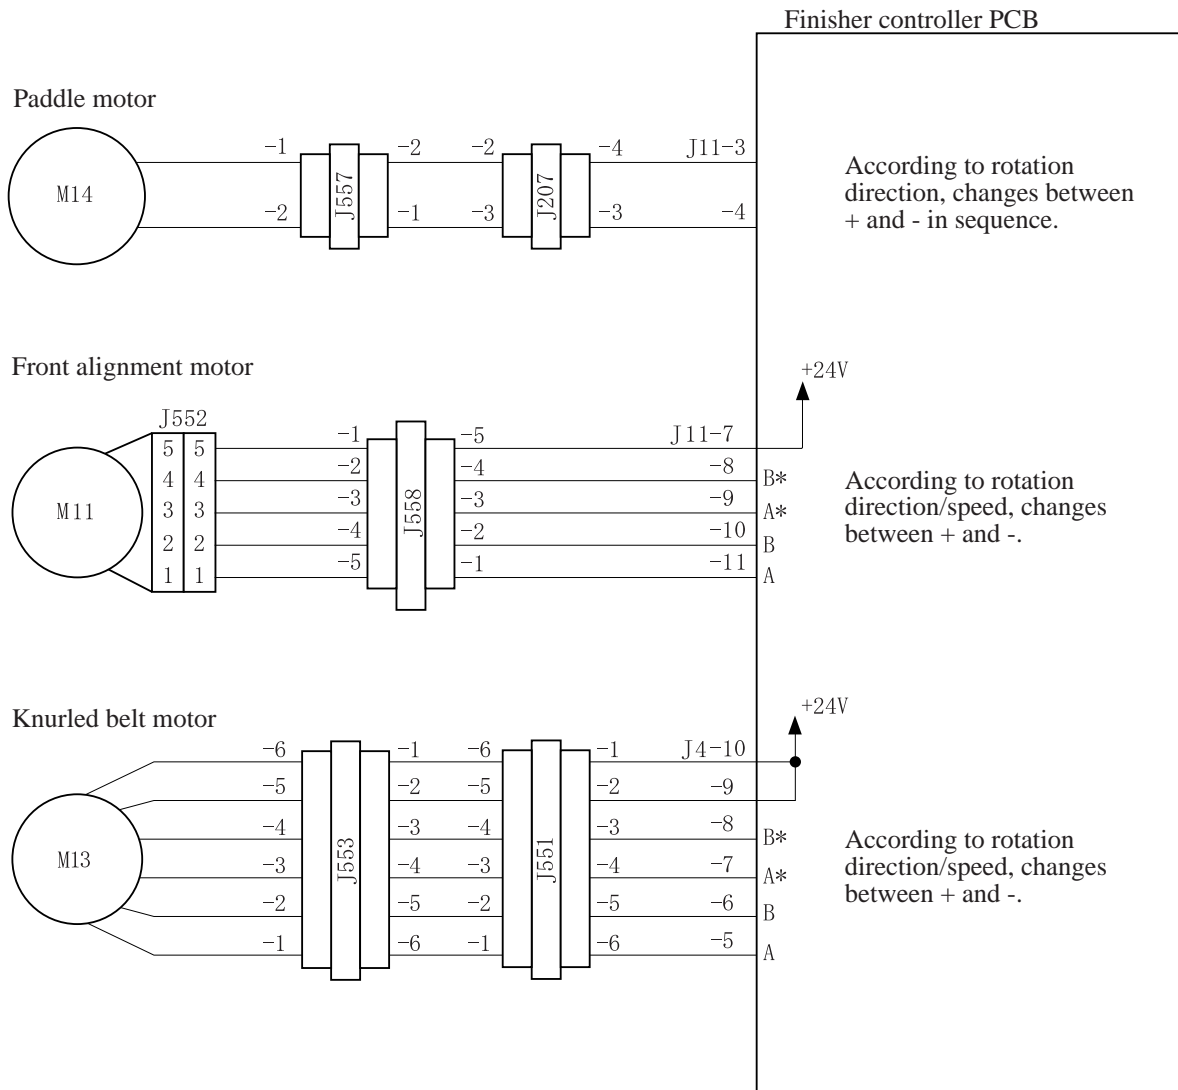 Finisher controller PCB
Paddle motor
M14
-1 J557 -2 -2 J207 -4 J11-3
-2 -1 -3 -3 -4
According to rotation
direction, changes between
+ and - in sequence.
Front alignment motor
+24V
J552
M11
5 5 -1 J558 -5 J11-7
4 4 -2 -4 -8 B*
3 3 -3 -3 -9 A*
2 2 -4 -2 -10 B
1 1 -5 -1 -11 A
According to rotation
direction/speed, changes
between + and -.
Knurled belt motor
+24V
M13
-6 J553 -1 -6 J551 -1 J4-10
-5 -2 -5 -2 -9
-4 -3 -4 -3 -8 B*
-3 -4 -3 -4 -7 A*
-2 -5 -2 -5 -6 B
-1 -6 -1 -6 -5 A
According to rotation
direction/speed, changes
between + and -.